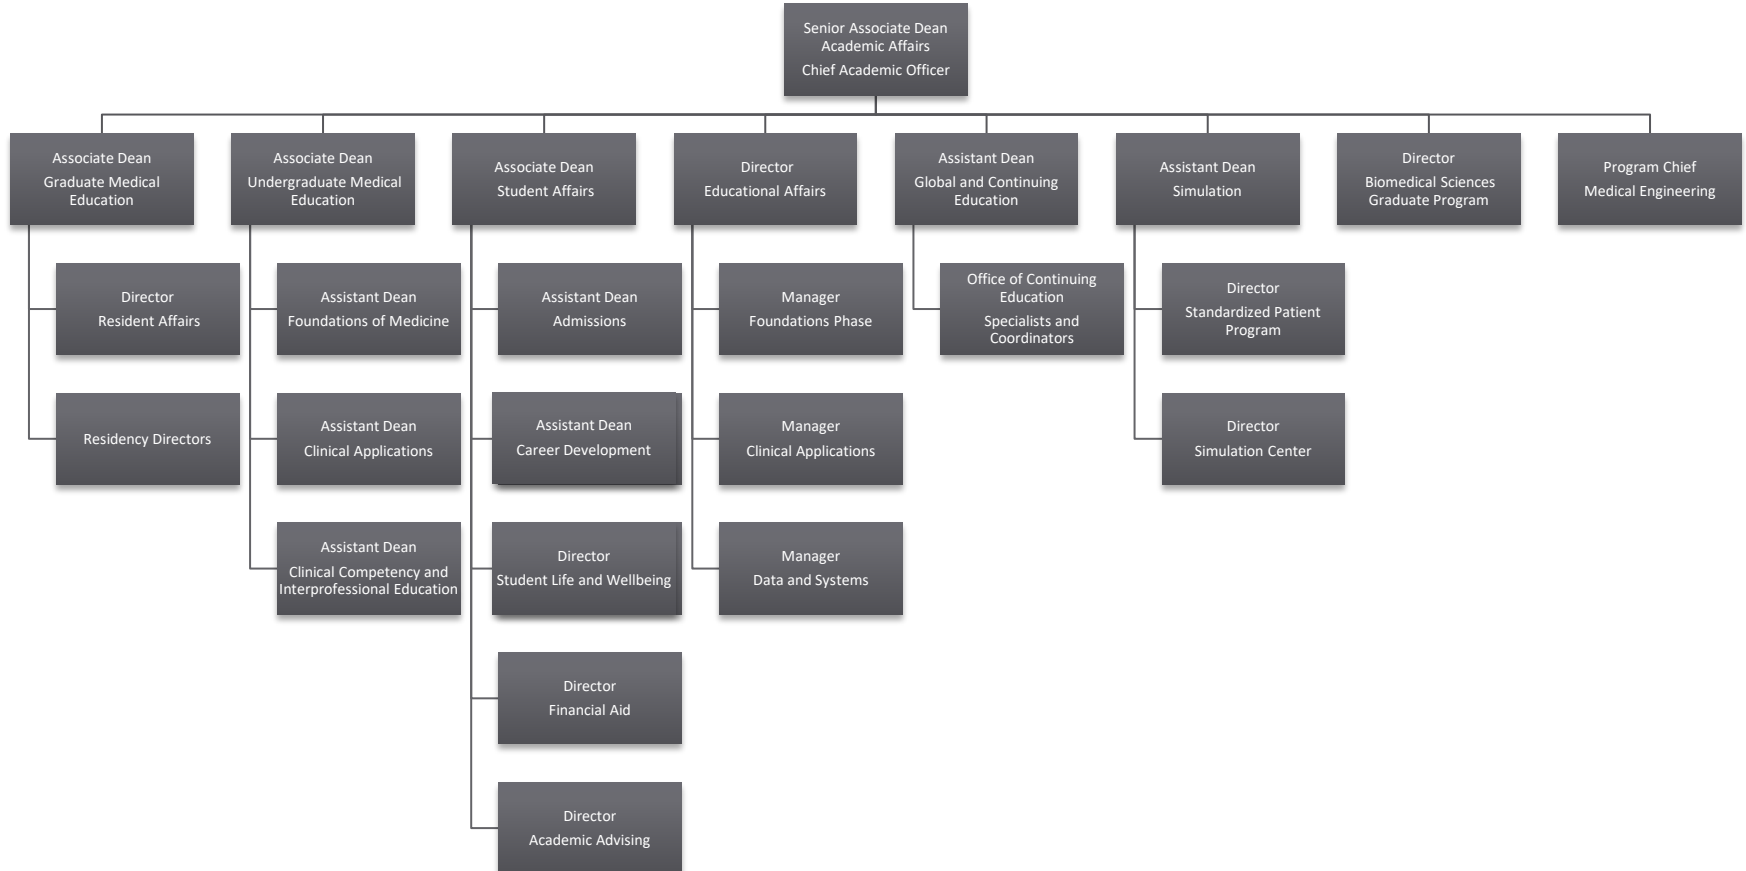 Senior Associate Dean
Academic Affairs
Chief Academic Officer
Associate Dean
Graduate Medical
Education
Associate Dean
Undergraduate Medical
Education
Associate Dean
Student Affairs
Director
Educational Affairs
Assistant Dean
Global and Continuing
Education
Assistant Dean
Simulation
Director
Biomedical Sciences
Graduate Program
Program Chief
Medical Engineering
Director
Resident Affairs
Assistant Dean
Foundations of Medicine
Assistant Dean
Admissions
Manager
Foundations Phase
Office of Continuing
Education
Specialists and
Coordinators
Director
Standardized Patient
Program
Residency Directors
Assistant Dean
Clinical Applications
Assistant Dean
Career Development
Manager
Clinical Applications
Director
Simulation Center
Assistant Dean
Clinical Competency and
Interprofessional Education
Director
Student Life and Wellbeing
Manager
Data and Systems
Director
Financial Aid
Director
Academic Advising